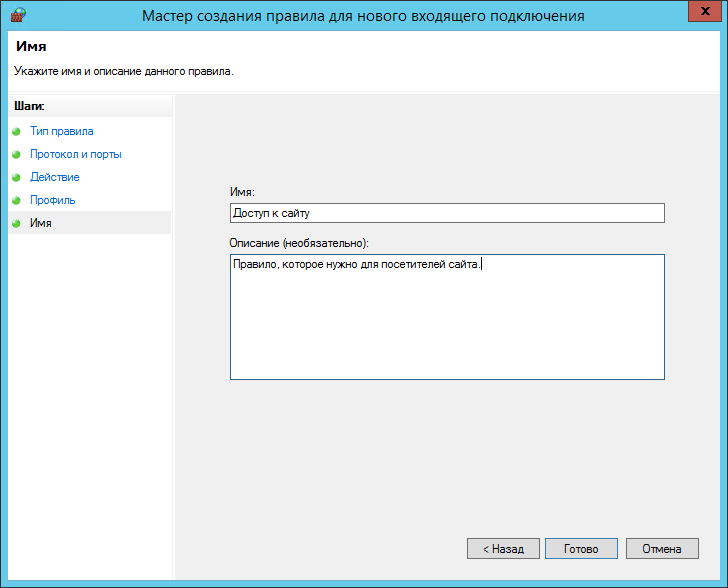 Мастер создания правила для нового входящего подключения
x
Имя
Укажите имя и описание данного правила.
Шаги:
Тип правила
Протокол и порты
Действие
Профиль
Имя
Имя:
Доступ к сайту
Описание (необязательно):
Правило, которое нужно для посетителей сайта.
< Назад
Готово
Отмена